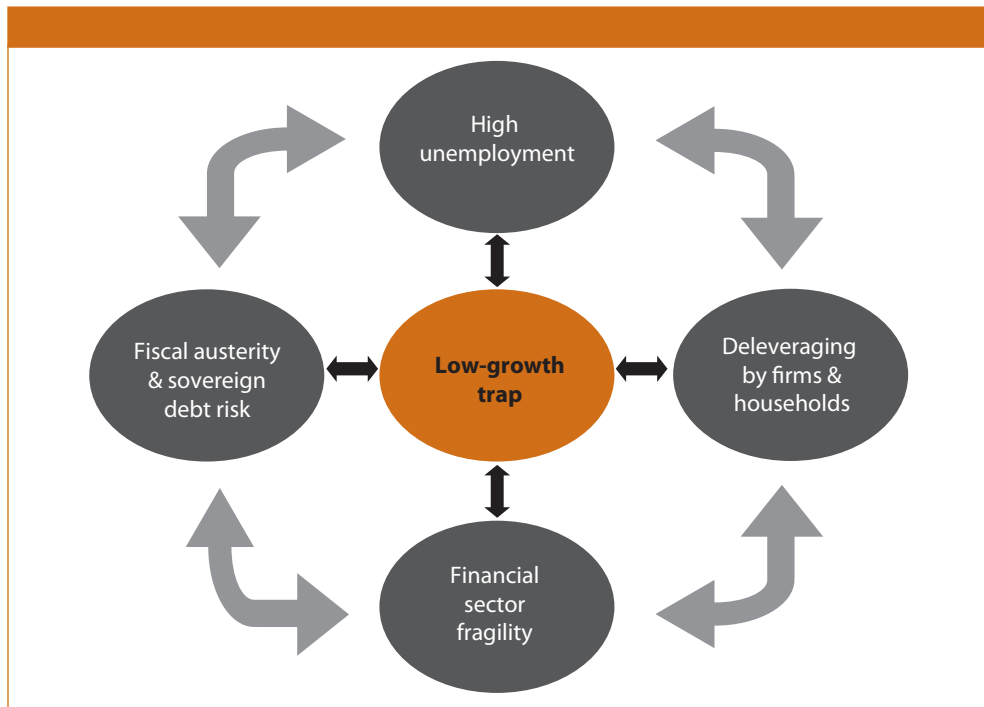 High
unemployment
Fiscal austerity
& sovereign
debt risk
Low-growth
trap
Deleveraging
by firms &
households
Financial
sector
fragility